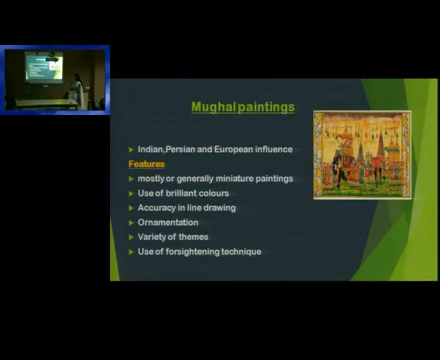 Mughal paintings
Indian,Persian and European influence
Features
mostly or generally miniature paintings
Use of brilliant colours
Accuracy in line drawing
Ornamentation
Variety of themes
Use of forsightening technique